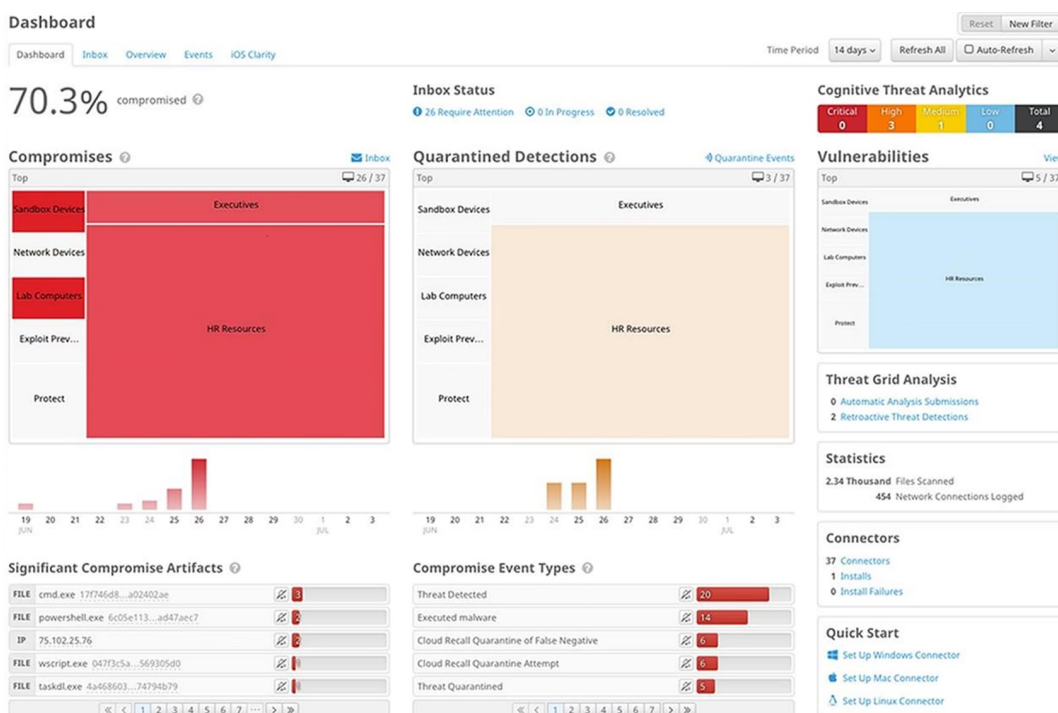 Dashboard
Reset New Filter
Dashboard Inbox Overview Events iOS Clarity
Time Period 14 days Refresh All Auto-Refresh
70.3% compromised
Inbox Status
26 Require Attention 0 In Progress 0 Resolved
Cognitive Threat Analytics
Critical High Medium Low Total
0 3 1 0 4
Compromises Inbox
Top 26 / 37
Sandbox Devices
Executives
Network Devices
Lab Computers
HR Resources
Exploit Prev...
Protect
19 20 21 22 23 24 25 26 27 28 29 30 1 2 3
JUN JUL
Quarantined Detections Quarantine Events
Top 3 / 37
Sandbox Devices
Executives
Network Devices
Lab Computers
HR Resources
Exploit Prev...
Protect
19 20 21 22 23 24 25 26 27 28 29 30 1 2 3
JUN JUL
Vulnerabilities
Top 5 / 37
Sandbox Devices
Executives
Network Devices
Lab Computers
HR Resources
Exploit Prev...
Protect
Threat Grid Analysis
0 Automatic Analysis Submissions
2 Retroactive Threat Detections
Statistics
2.34 Thousand Files Scanned
454 Network Connections Logged
Connectors
37 Connectors
1 Installs
0 Install Failures
Quick Start
Set Up Windows Connector
Set Up Mac Connector
Set Up Linux Connector
Significant Compromise Artifacts
FILE cmd.exe 17f746d8...a02402ae 3
FILE powershell.exe 6c05e113...ad47aec7 2
IP 75.102.25.76 2
FILE wscript.exe 047f3c5a...569305d0
FILE taskdl.exe 4a468603...74794b79
1 2 3 4 5 6 7 ...
Compromise Event Types
Threat Detected 20
Executed malware 14
Cloud Recall Quarantine of False Negative 6
Cloud Recall Quarantine Attempt 6
Threat Quarantined 5
1 2 3 4 5 6 7